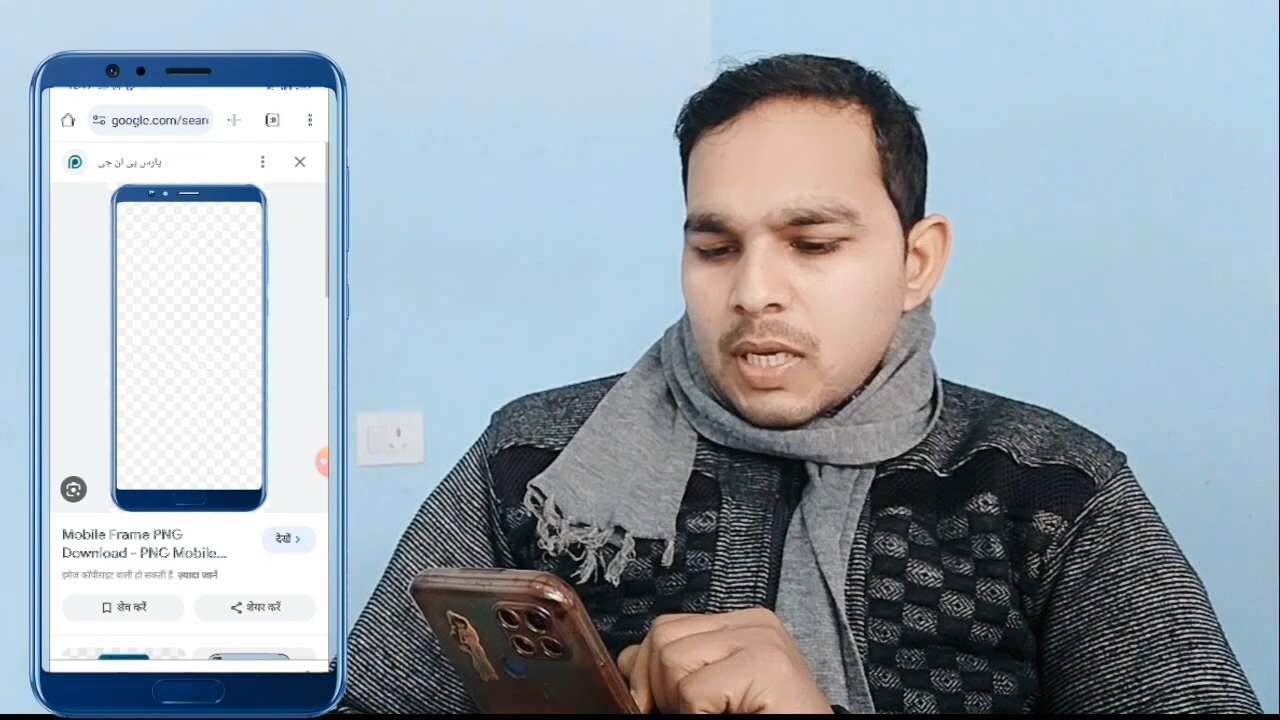 google.com/sear
پارس پی ان جی
Mobile Frame PNG
Download - PNG Mobile...
देखें
इमेज कॉपीराइट वाली हो सकती हैं. ज़्यादा जानें
सेव करें
शेयर करें